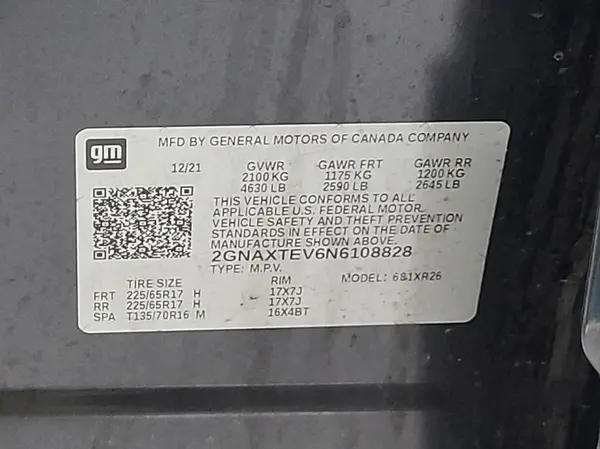 gm
MFD BY GENERAL MOTORS OF CANADA COMPANY
12/21 GVWR GAWR FRT GAWR RR
2100 KG 1175 KG 1200 KG
4630 LB 2590 LB 2645 LB
THIS VEHICLE CONFORMS TO ALL
APPLICABLE U.S. FEDERAL MOTOR
VEHICLE SAFETY AND THEFT PREVENTION
STANDARDS IN EFFECT ON THE DATE OF
MANUFACTURE SHOWN ABOVE.
2GNAXTEV6N6108828
TYPE: M.P.V. MODEL: 6S1XR26
TIRE SIZE RIM
FRT 225/65R17 H 17X7J
RR 225/65R17 H 17X7J
SPA T135/70R16 M 16X4BT